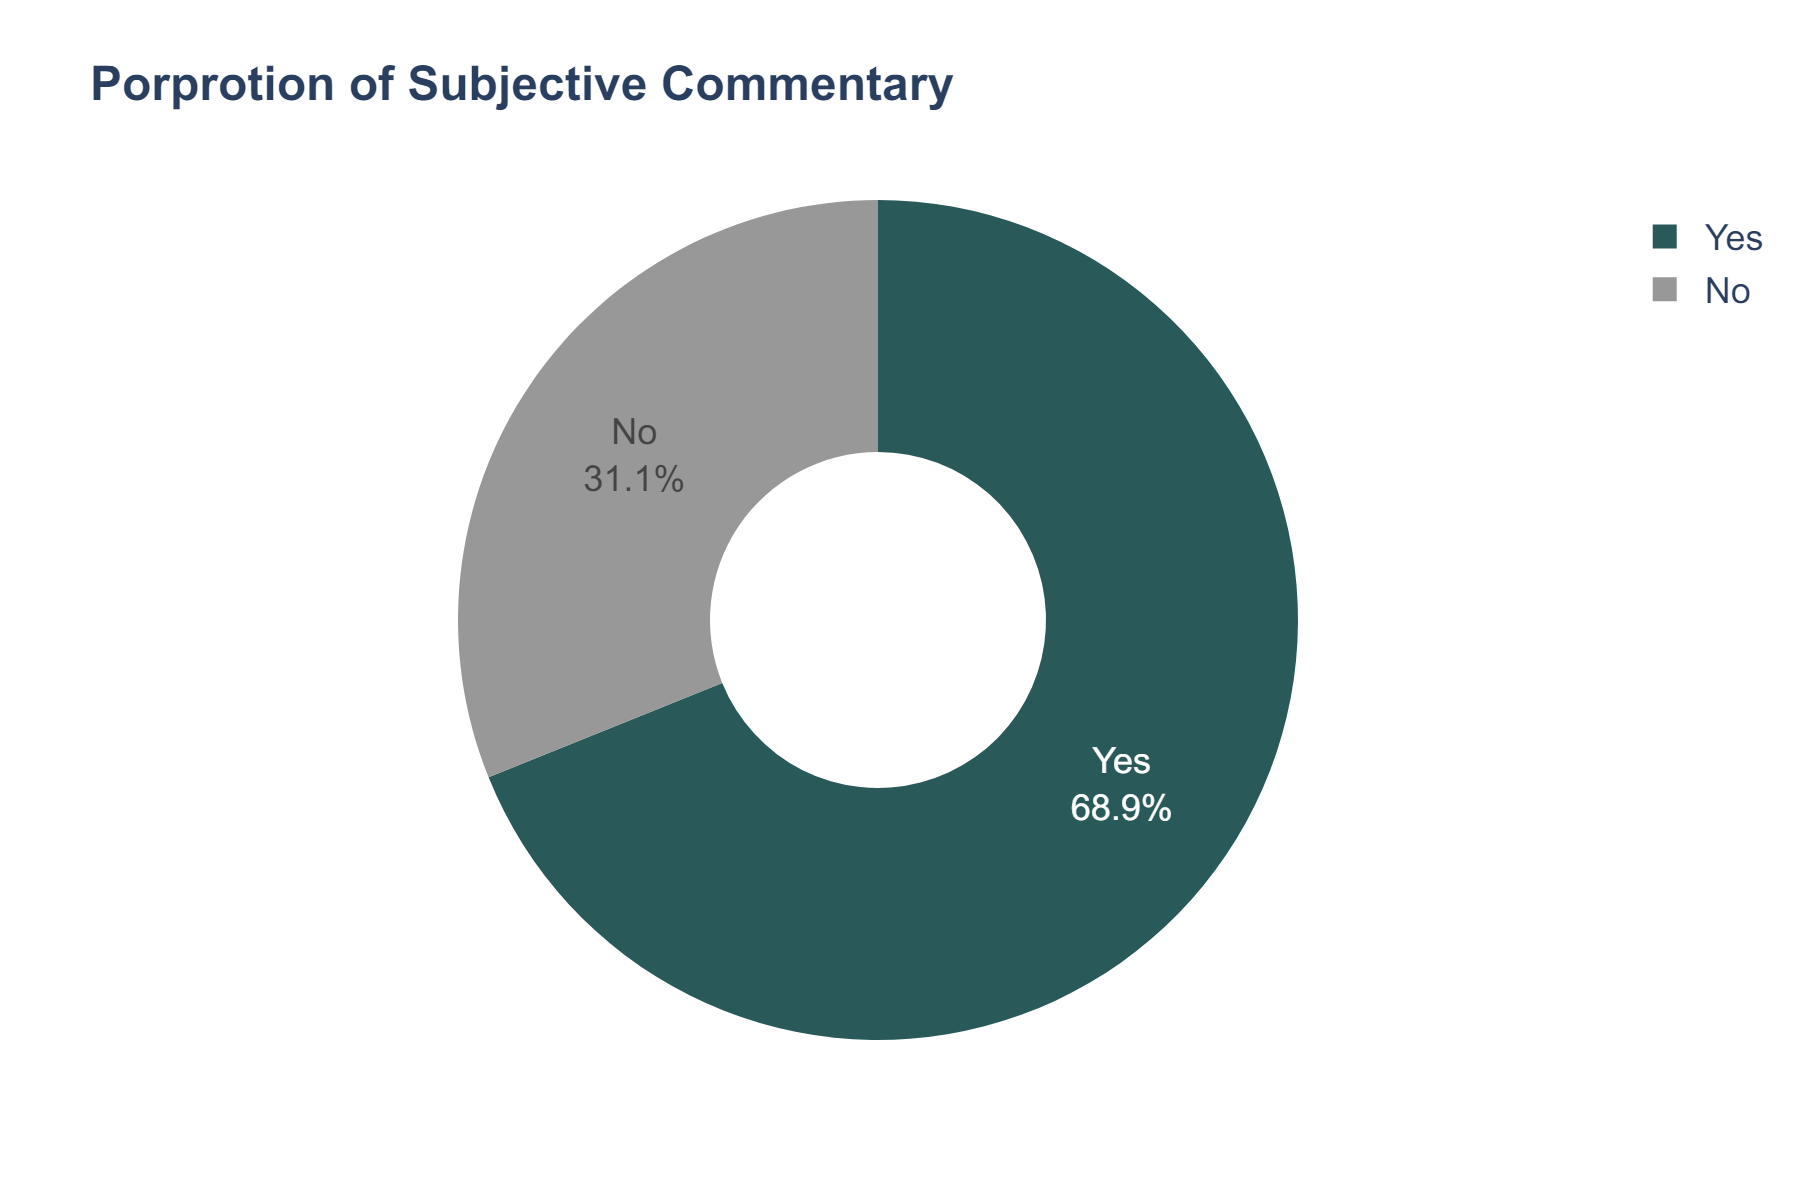 Porprotion of Subjective Commentary
Yes
No
No
31.1%
Yes
68.9%